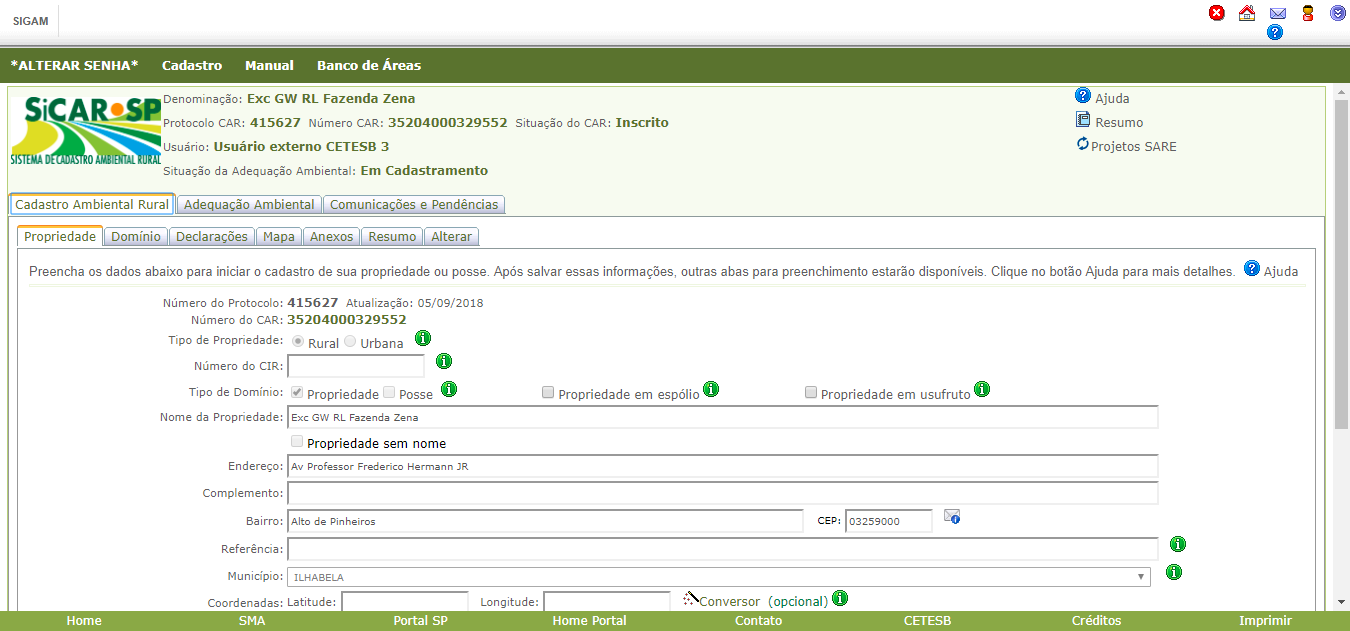 SIGAM
*ALTERAR SENHA* Cadastro Manual Banco de Áreas
SiCAR SP
SISTEMA DE CADASTRO AMBIENTAL RURAL
Denominação: Exc GW RL Fazenda Zena
Protocolo CAR: 415627 Número CAR: 35204000329552 Situação do CAR: Inscrito
Usuário: Usuário externo CETESB 3
Situação da Adequação Ambiental: Em Cadastramento
Ajuda
Resumo
Projetos SARE
Cadastro Ambiental Rural Adequação Ambiental Comunicações e Pendências
Propriedade Domínio Declarações Mapa Anexos Resumo Alterar
Preencha os dados abaixo para iniciar o cadastro de sua propriedade ou posse. Após salvar essas informações, outras abas para preenchimento estarão disponíveis. Clique no botão Ajuda para mais detalhes. Ajuda
Número do Protocolo: 415627 Atualização: 05/09/2018
Número do CAR: 35204000329552
Tipo de Propriedade: Rural Urbana
Número do CIR:
Tipo de Domínio: Propriedade Posse Propriedade em espólio Propriedade em usufruto
Nome da Propriedade: Exc GW RL Fazenda Zena
Propriedade sem nome
Endereço: Av Professor Frederico Hermann JR
Complemento:
Bairro: Alto de Pinheiros CEP: 03259000
Referência:
Município: ILHABELA
Coordenadas: Latitude: Longitude: Conversor (opcional)
Home SMA Portal SP Home Portal Contato CETESB Créditos Imprimir